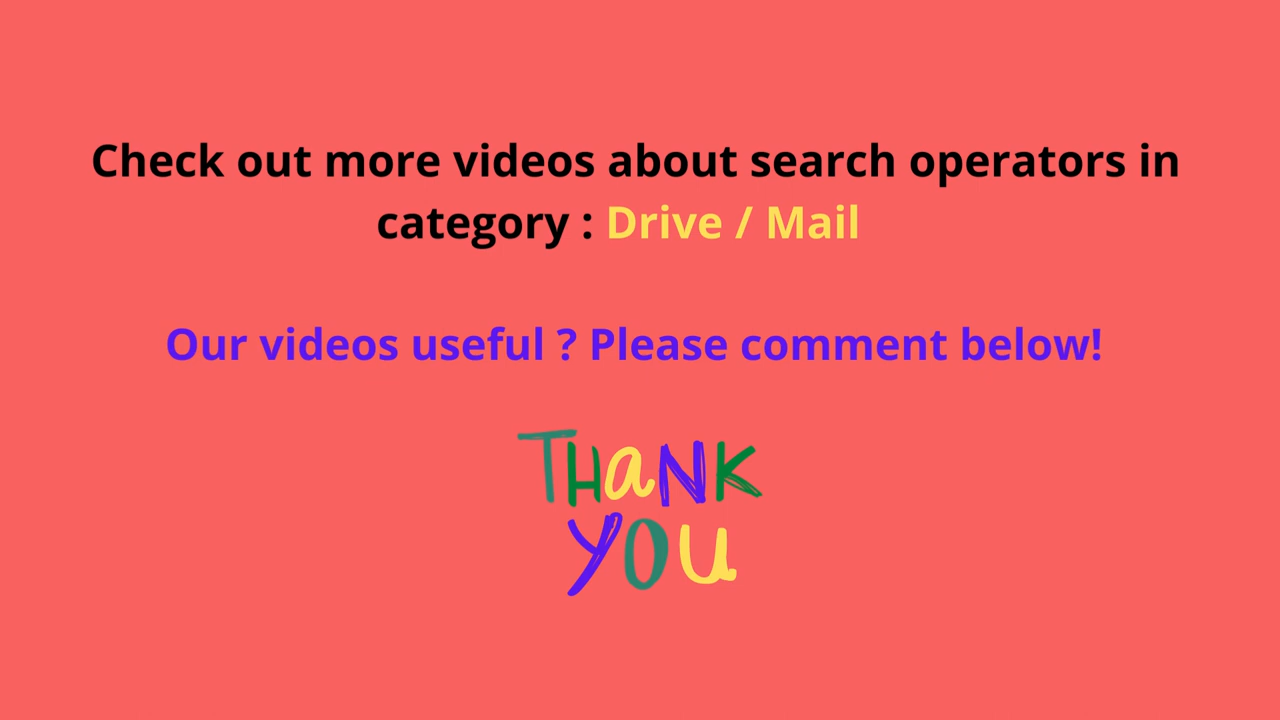 Check out more videos about search operators in
category : Drive / Mail
Our videos useful ? Please comment below!
THaNK
YOU